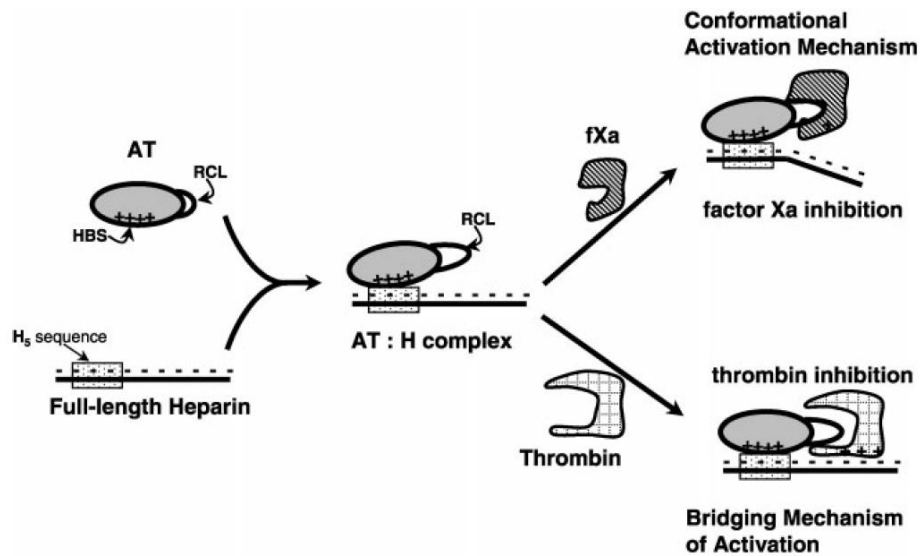 Conformational
Activation Mechanism
AT
RCL
HBS
fXa
factor Xa inhibition
RCL
AT : H complex
H₅ sequence
Full-length Heparin
thrombin inhibition
Thrombin
Bridging Mechanism
of Activation